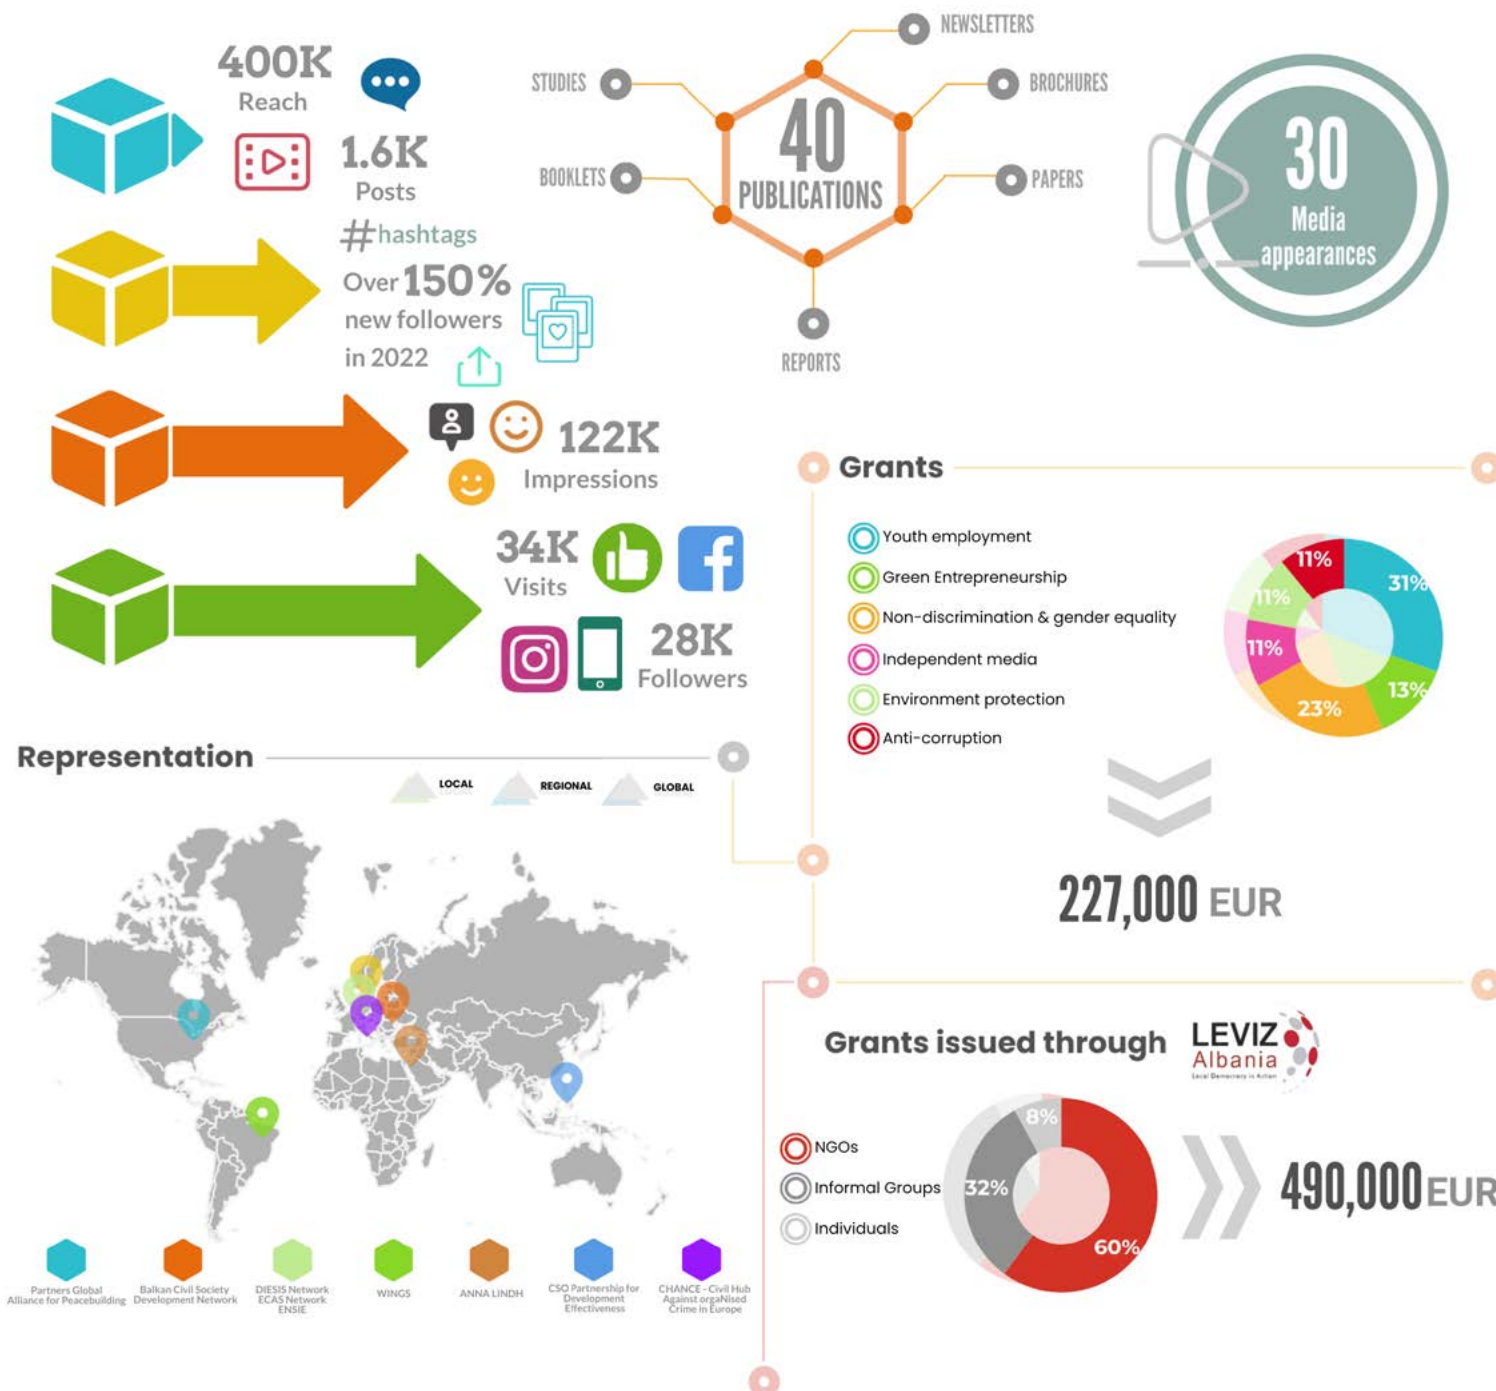 400K
Reach
1.6K
Posts
#hashtags
Over 150%
new followers
in 2022
122K
Impressions
34K
Visits
28K
Followers
NEWSLETTERS
STUDIES
BROCHURES
40
PUBLICATIONS
BOOKLETS
PAPERS
REPORTS
30
Media
appearances
Grants
Youth employment
Green Entrepreneurship
Non-discrimination & gender equality
Independent media
Environment protection
Anti-corruption
11%
31%
11%
11%
13%
23%
227,000 EUR
Representation
LOCAL
REGIONAL
GLOBAL
Partners Global
Alliance for Peacebuilding
Balkan Civil Society
Development Network
DIESIS Network
ECAS Network
ENSIE
WINGS
ANNA LINDH
CSO Partnership for
Development
Effectiveness
CHANCE - Civil Hub
Against orgaNised
Crime in Europe
Grants issued through
LEVIZ
Albania
Local Democracy in Action
NGOs
Informal Groups
Individuals
8%
32%
60%
490,000 EUR